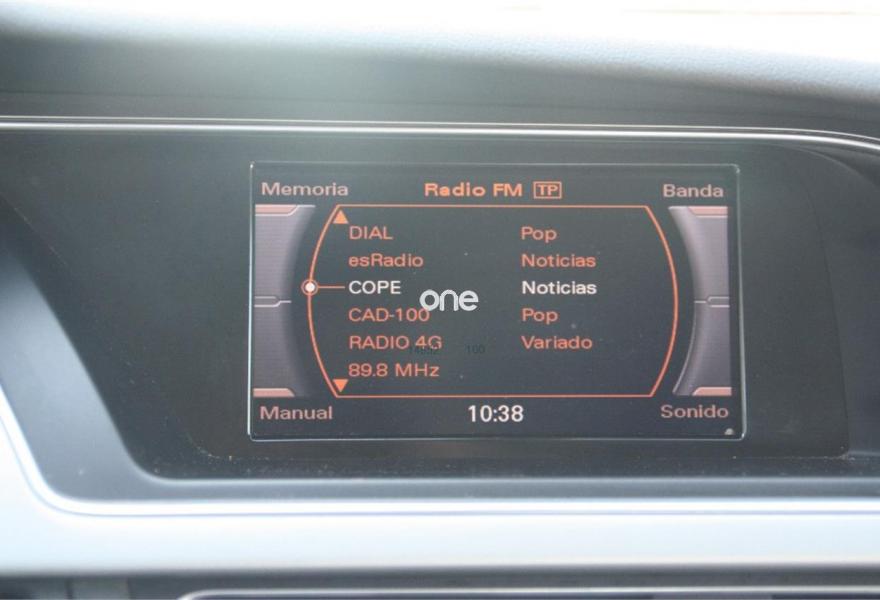 Memoria Radio FM TP Banda
DIAL Pop
esRadio Noticias
COPE Noticias
one
CAD-100 Pop
RADIO 4G Variado
89.8 MHz
Manual 10:38 Sonido